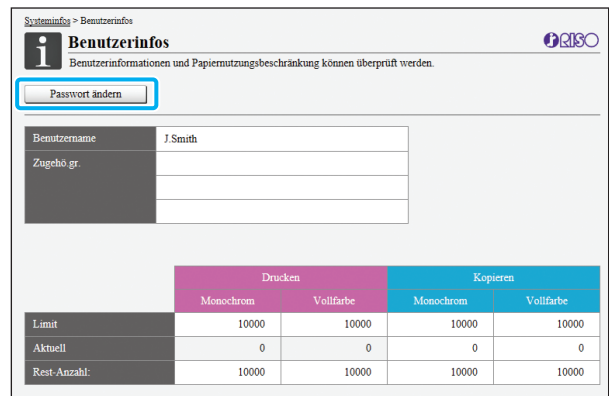 Systeminfos > Benutzerinfos
Benutzerinfos
RISO
Benutzerinformationen und Papiernutzungsbeschränkung können überprüft werden.
Passwort ändern
Benutzername J.Smith
Zugehö.gr.
Drucken Kopieren
Monochrom Vollfarbe Monochrom Vollfarbe
Limit 10000 10000 10000 10000
Aktuell 0 0 0 0
Rest-Anzahl: 10000 10000 10000 10000